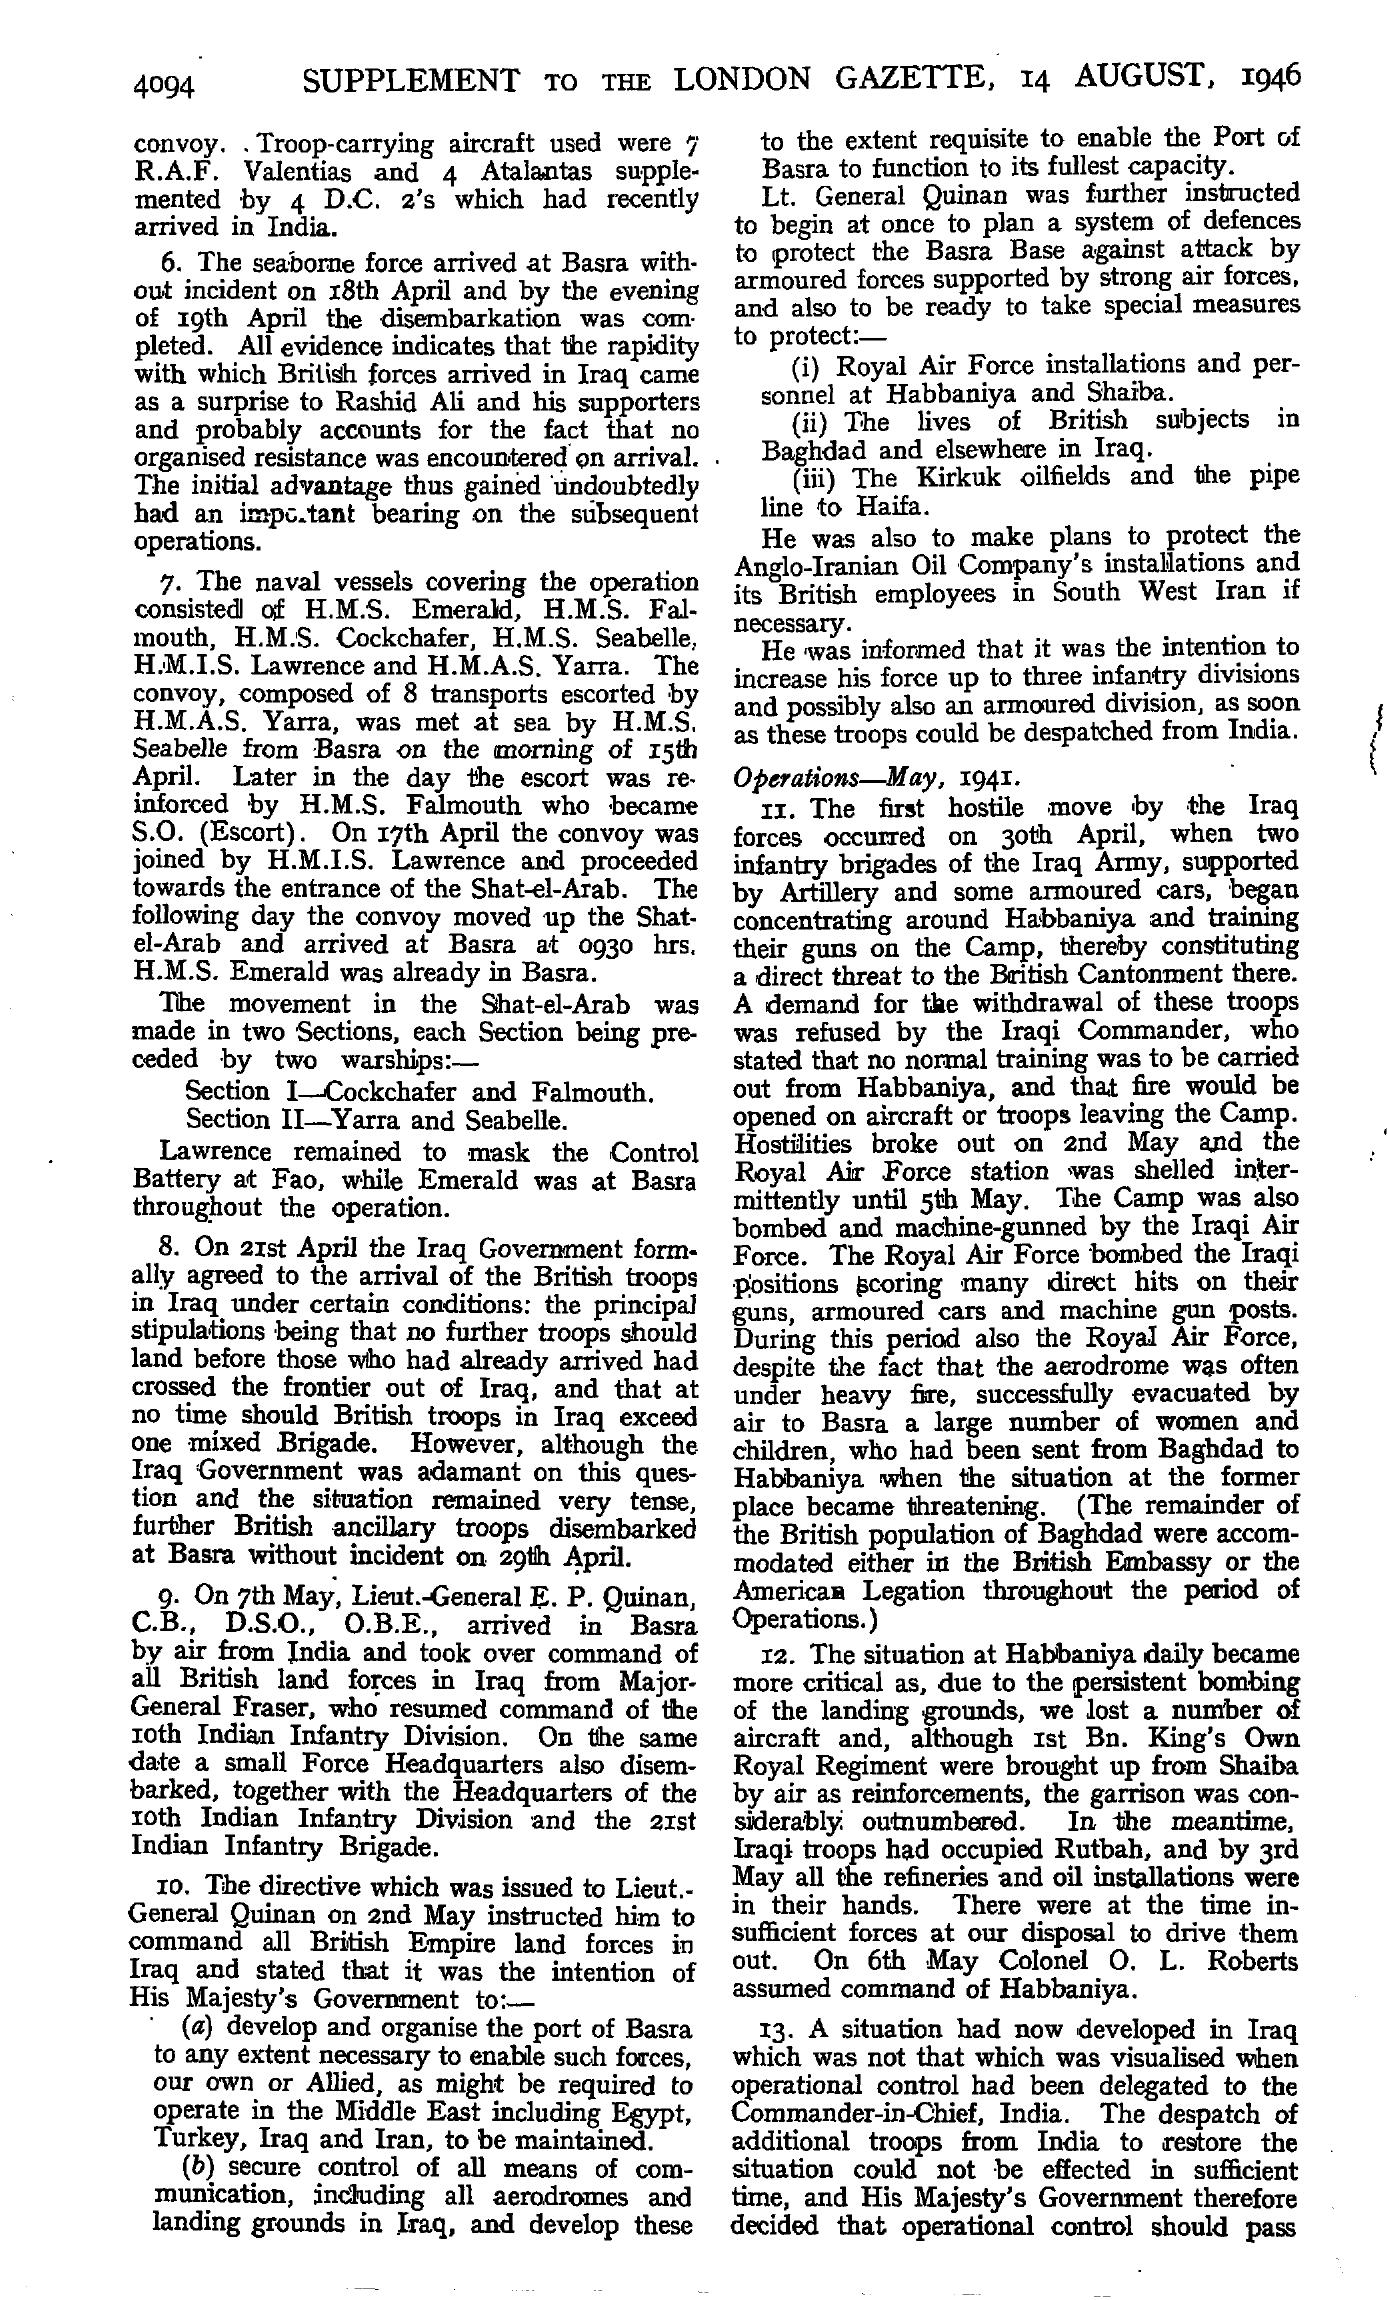 4094 SUPPLEMENT TO THE LONDON GAZETTE, 14 AUGUST, 1946
convoy. Troop-carrying aircraft used were 7
R.A.F. Valentias and 4 Atalantas supple-
mented by 4 D.C. 2's which had recently
arrived in India.
6. The seaborne force arrived at Basra with-
out incident on 18th April and by the evening
of 19th April the disembarkation was com-
pleted. All evidence indicates that the rapidity
with which British forces arrived in Iraq came
as a surprise to Rashid Ali and his supporters
and probably accounts for the fact that no
organised resistance was encountered on arrival.
The initial advantage thus gained undoubtedly
had an important bearing on the subsequent
operations.
7. The naval vessels covering the operation
consisted of H.M.S. Emerald, H.M.S. Fal-
mouth, H.M.S. Cockchafer, H.M.S. Seabelle,
H.M.I.S. Lawrence and H.M.A.S. Yarra. The
convoy, composed of 8 transports escorted by
H.M.A.S. Yarra, was met at sea by H.M.S.
Seabelle from Basra on the morning of 15th
April. Later in the day the escort was re-
inforced by H.M.S. Falmouth who became
S.O. (Escort). On 17th April the convoy was
joined by H.M.I.S. Lawrence and proceeded
towards the entrance of the Shat-el-Arab. The
following day the convoy moved up the Shat-
el-Arab and arrived at Basra at 0930 hrs.
H.M.S. Emerald was already in Basra.
The movement in the Shat-el-Arab was
made in two Sections, each Section being pre-
ceded by two warships:—
Section I—Cockchafer and Falmouth.
Section II—Yarra and Seabelle.
Lawrence remained to mask the Control
Battery at Fao, while Emerald was at Basra
throughout the operation.
8. On 21st April the Iraq Government form-
ally agreed to the arrival of the British troops
in Iraq under certain conditions: the principal
stipulations being that no further troops should
land before those who had already arrived had
crossed the frontier out of Iraq, and that at
no time should British troops in Iraq exceed
one mixed Brigade. However, although the
Iraq Government was adamant on this ques-
tion and the situation remained very tense,
further British ancillary troops disembarked
at Basra without incident on 29th April.
9. On 7th May, Lieut.-General E. P. Quinan,
C.B., D.S.O., O.B.E., arrived in Basra
by air from India and took over command of
all British land forces in Iraq from Major-
General Fraser, who resumed command of the
10th Indian Infantry Division. On the same
date a small Force Headquarters also disem-
barked, together with the Headquarters of the
10th Indian Infantry Division and the 21st
Indian Infantry Brigade.
10. The directive which was issued to Lieut.-
General Quinan on 2nd May instructed him to
command all British Empire land forces in
Iraq and stated that it was the intention of
His Majesty's Government to:—
(a) develop and organise the port of Basra
to any extent necessary to enable such forces,
our own or Allied, as might be required to
operate in the Middle East including Egypt,
Turkey, Iraq and Iran, to be maintained.
(b) secure control of all means of com-
munication, including all aerodromes and
landing grounds in Iraq, and develop these
to the extent requisite to enable the Port of
Basra to function to its fullest capacity.
Lt. General Quinan was further instructed
to begin at once to plan a system of defences
to protect the Basra Base against attack by
armoured forces supported by strong air forces,
and also to be ready to take special measures
to protect:—
(i) Royal Air Force installations and per-
sonnel at Habbaniya and Shaiba.
(ii) The lives of British subjects in
Baghdad and elsewhere in Iraq.
(iii) The Kirkuk oilfields and the pipe
line to Haifa.
He was also to make plans to protect the
Anglo-Iranian Oil Company's installations and
its British employees in South West Iran if
necessary.
He was informed that it was the intention to
increase his force up to three infantry divisions
and possibly also an armoured division, as soon
as these troops could be despatched from India.
Operations—May, 1941.
11. The first hostile move by the Iraq
forces occurred on 30th April, when two
infantry brigades of the Iraq Army, supported
by Artillery and some armoured cars, began
concentrating around Habbaniya and training
their guns on the Camp, thereby constituting
a direct threat to the British Cantonment there.
A demand for the withdrawal of these troops
was refused by the Iraqi Commander, who
stated that no normal training was to be carried
out from Habbaniya, and that fire would be
opened on aircraft or troops leaving the Camp.
Hostilities broke out on 2nd May and the
Royal Air Force station was shelled inter-
mittently until 5th May. The Camp was also
bombed and machine-gunned by the Iraqi Air
Force. The Royal Air Force bombed the Iraqi
positions scoring many direct hits on their
guns, armoured cars and machine gun posts.
During this period also the Royal Air Force,
despite the fact that the aerodrome was often
under heavy fire, successfully evacuated by
air to Basra a large number of women and
children, who had been sent from Baghdad to
Habbaniya when the situation at the former
place became threatening. (The remainder of
the British population of Baghdad were accom-
modated either in the British Embassy or the
American Legation throughout the period of
Operations.)
12. The situation at Habbaniya daily became
more critical as, due to the persistent bombing
of the landing grounds, we lost a number of
aircraft and, although 1st Bn. King's Own
Royal Regiment were brought up from Shaiba
by air as reinforcements, the garrison was con-
siderably outnumbered. In the meantime,
Iraqi troops had occupied Rutbah, and by 3rd
May all the refineries and oil installations were
in their hands. There were at the time in-
sufficient forces at our disposal to drive them
out. On 6th May Colonel O. L. Roberts
assumed command of Habbaniya.
13. A situation had now developed in Iraq
which was not that which was visualised when
operational control had been delegated to the
Commander-in-Chief, India. The despatch of
additional troops from India to restore the
situation could not be effected in sufficient
time, and His Majesty's Government therefore
decided that operational control should pass